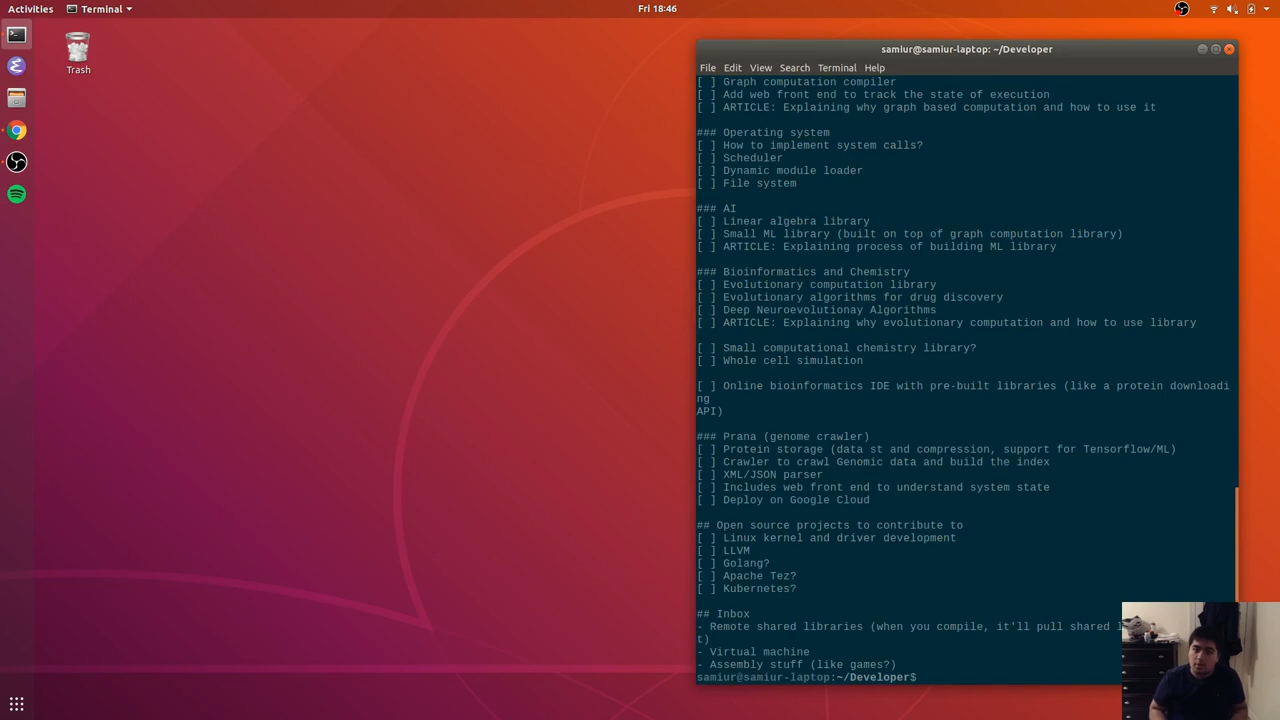 Activities
Terminal
Fri 18:46
Trash
samiur@samiur-laptop: ~/Developer
File Edit View Search Terminal Help
[ ] Graph computation compiler
[ ] Add web front end to track the state of execution
[ ] ARTICLE: Explaining why graph based computation and how to use it
### Operating system
[ ] How to implement system calls?
[ ] Scheduler
[ ] Dynamic module loader
[ ] File system
### AI
[ ] Linear algebra library
[ ] Small ML library (built on top of graph computation library)
[ ] ARTICLE: Explaining process of building ML library
### Bioinformatics and Chemistry
[ ] Evolutionary computation library
[ ] Evolutionary algorithms for drug discovery
[ ] Deep Neuroevolutionay Algorithms
[ ] ARTICLE: Explaining why evolutionary computation and how to use library
[ ] Small computational chemistry library?
[ ] Whole cell simulation
[ ] Online bioinformatics IDE with pre-built libraries (like a protein downloadi
ng
API)
### Prana (genome crawler)
[ ] Protein storage (data st and compression, support for Tensorflow/ML)
[ ] Crawler to crawl Genomic data and build the index
[ ] XML/JSON parser
[ ] Includes web front end to understand system state
[ ] Deploy on Google Cloud
## Open source projects to contribute to
[ ] Linux kernel and driver development
[ ] LLVM
[ ] Golang?
[ ] Apache Tez?
[ ] Kubernetes?
## Inbox
- Remote shared libraries (when you compile, it'll pull shared
t)
- Virtual machine
- Assembly stuff (like games?)
samiur@samiur-laptop:~/Developer$